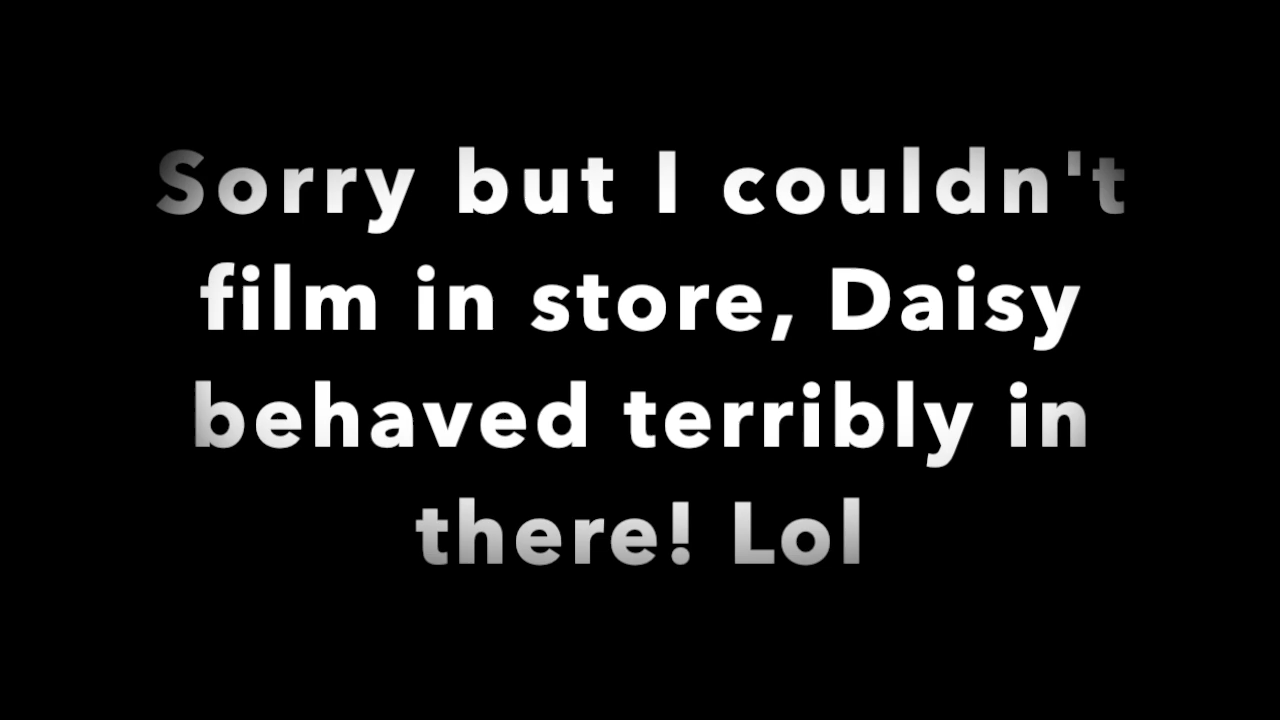 Sorry but I couldn't
film in store, Daisy
behaved terribly in
there! Lol